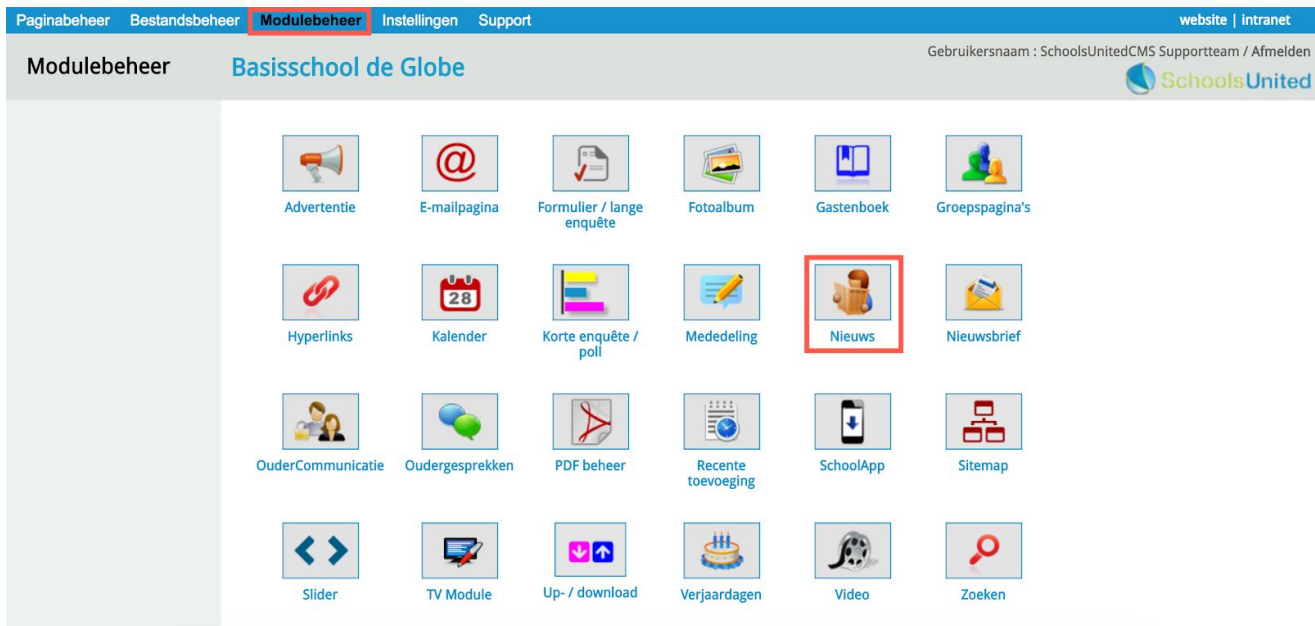 Paginabeheer Bestandsbeheer Modulebeheer Instellingen Support website | intranet
Gebruikersnaam : SchoolsUnitedCMS Supportteam / Afmelden
Modulebeheer Basisschool de Globe
SchoolsUnited
@
Advertentie E-mailpagina Formulier / lange Fotoalbum Gastenboek Groepspagina's
enquête
28
Hyperlinks Kalender Korte enquête / Mededeling Nieuws Nieuwsbrief
poll
OuderCommunicatie Oudergesprekken PDF beheer Recente SchoolApp Sitemap
toevoeging
Slider TV Module Up- / download Verjaardagen Video Zoeken